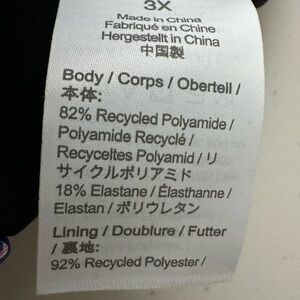 3X
Made in China
Fabriqué en Chine
Hergestellt in China
中国製
Body / Corps / Oberteil /
本体:
82% Recycled Polyamide /
Polyamide Recyclé /
Recyceltes Polyamid / リ
サイクルポリアミド
18% Elastane / Élasthanne /
Elastan / ポリウレタン
Lining / Doublure / Futter
/ 裏地:
92% Recycled Polyester /